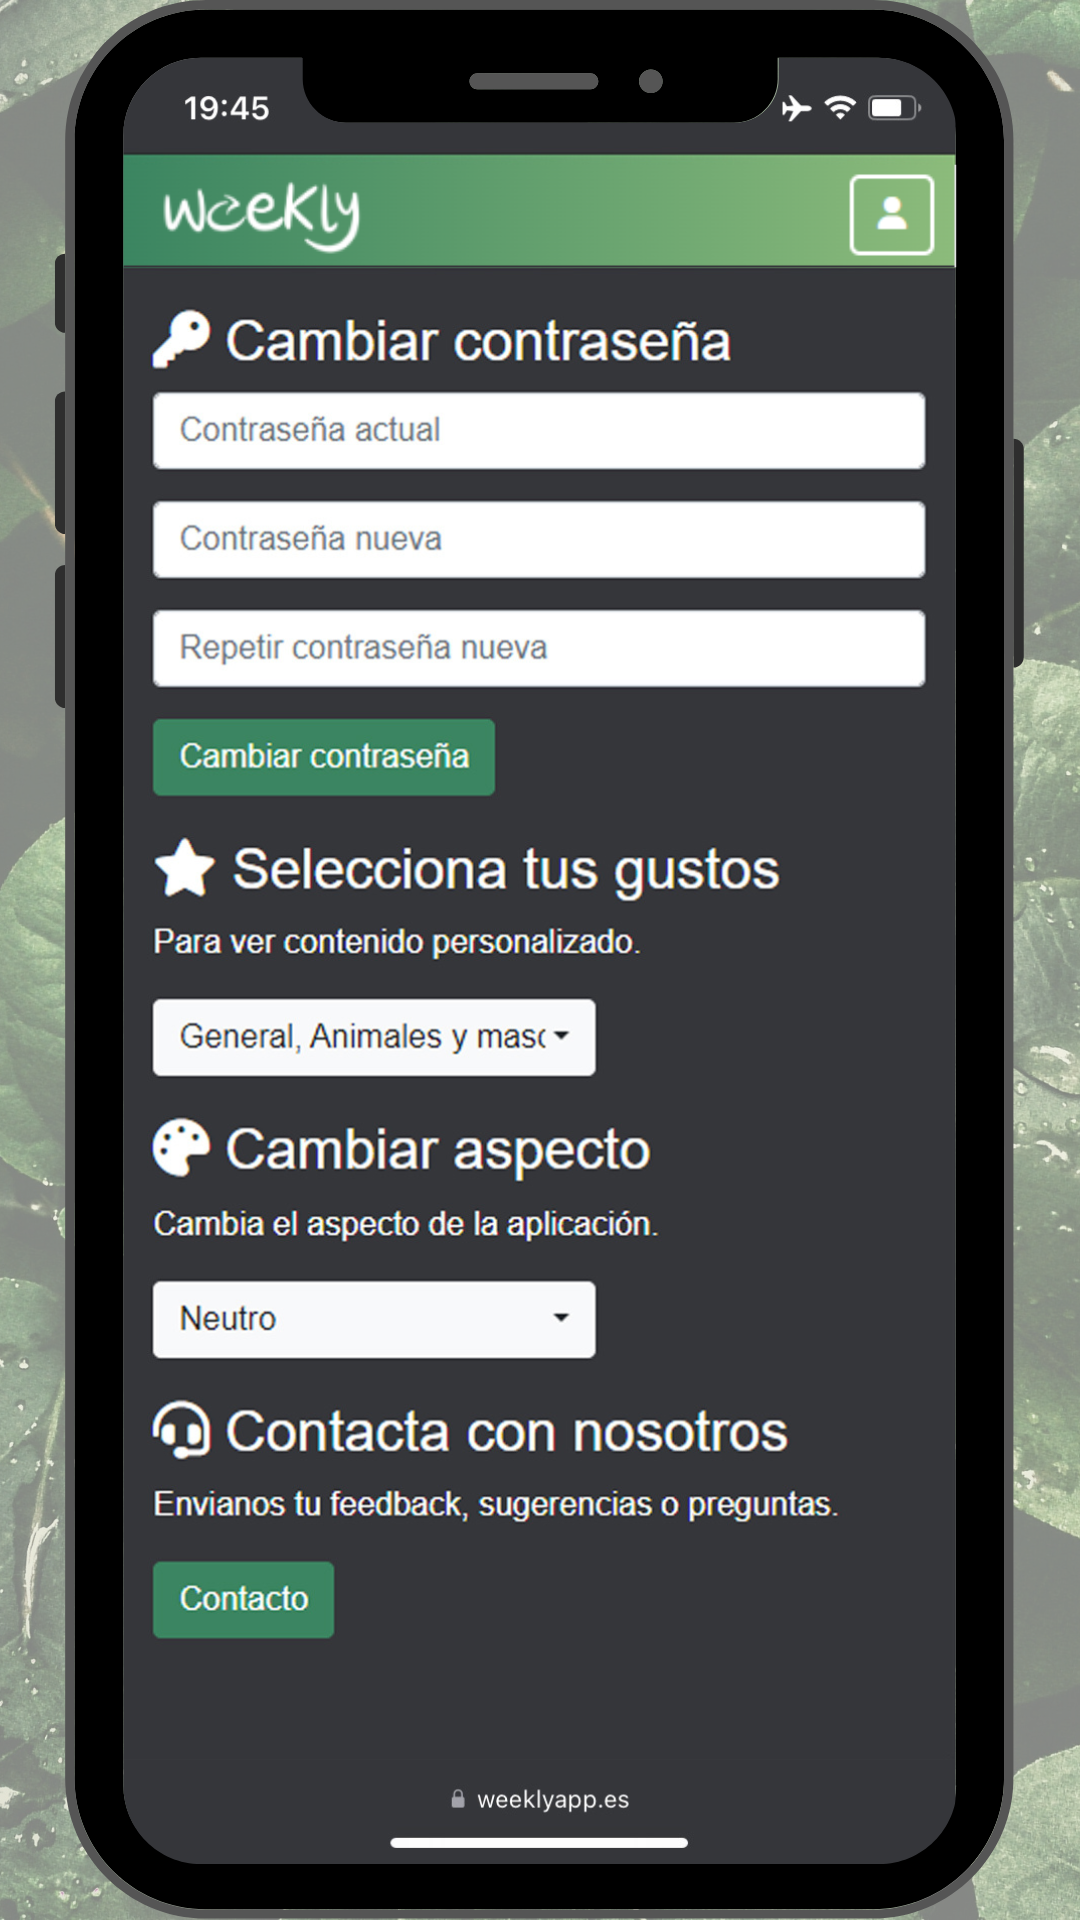 19:45
weekly
Cambiar contraseña
Contraseña actual
Contraseña nueva
Repetir contraseña nueva
Cambiar contraseña
Selecciona tus gustos
Para ver contenido personalizado.
General, Animales y masc
Cambiar aspecto
Cambia el aspecto de la aplicación.
Neutro
Contacta con nosotros
Envianos tu feedback, sugerencias o preguntas.
Contacto
weeklyapp.es